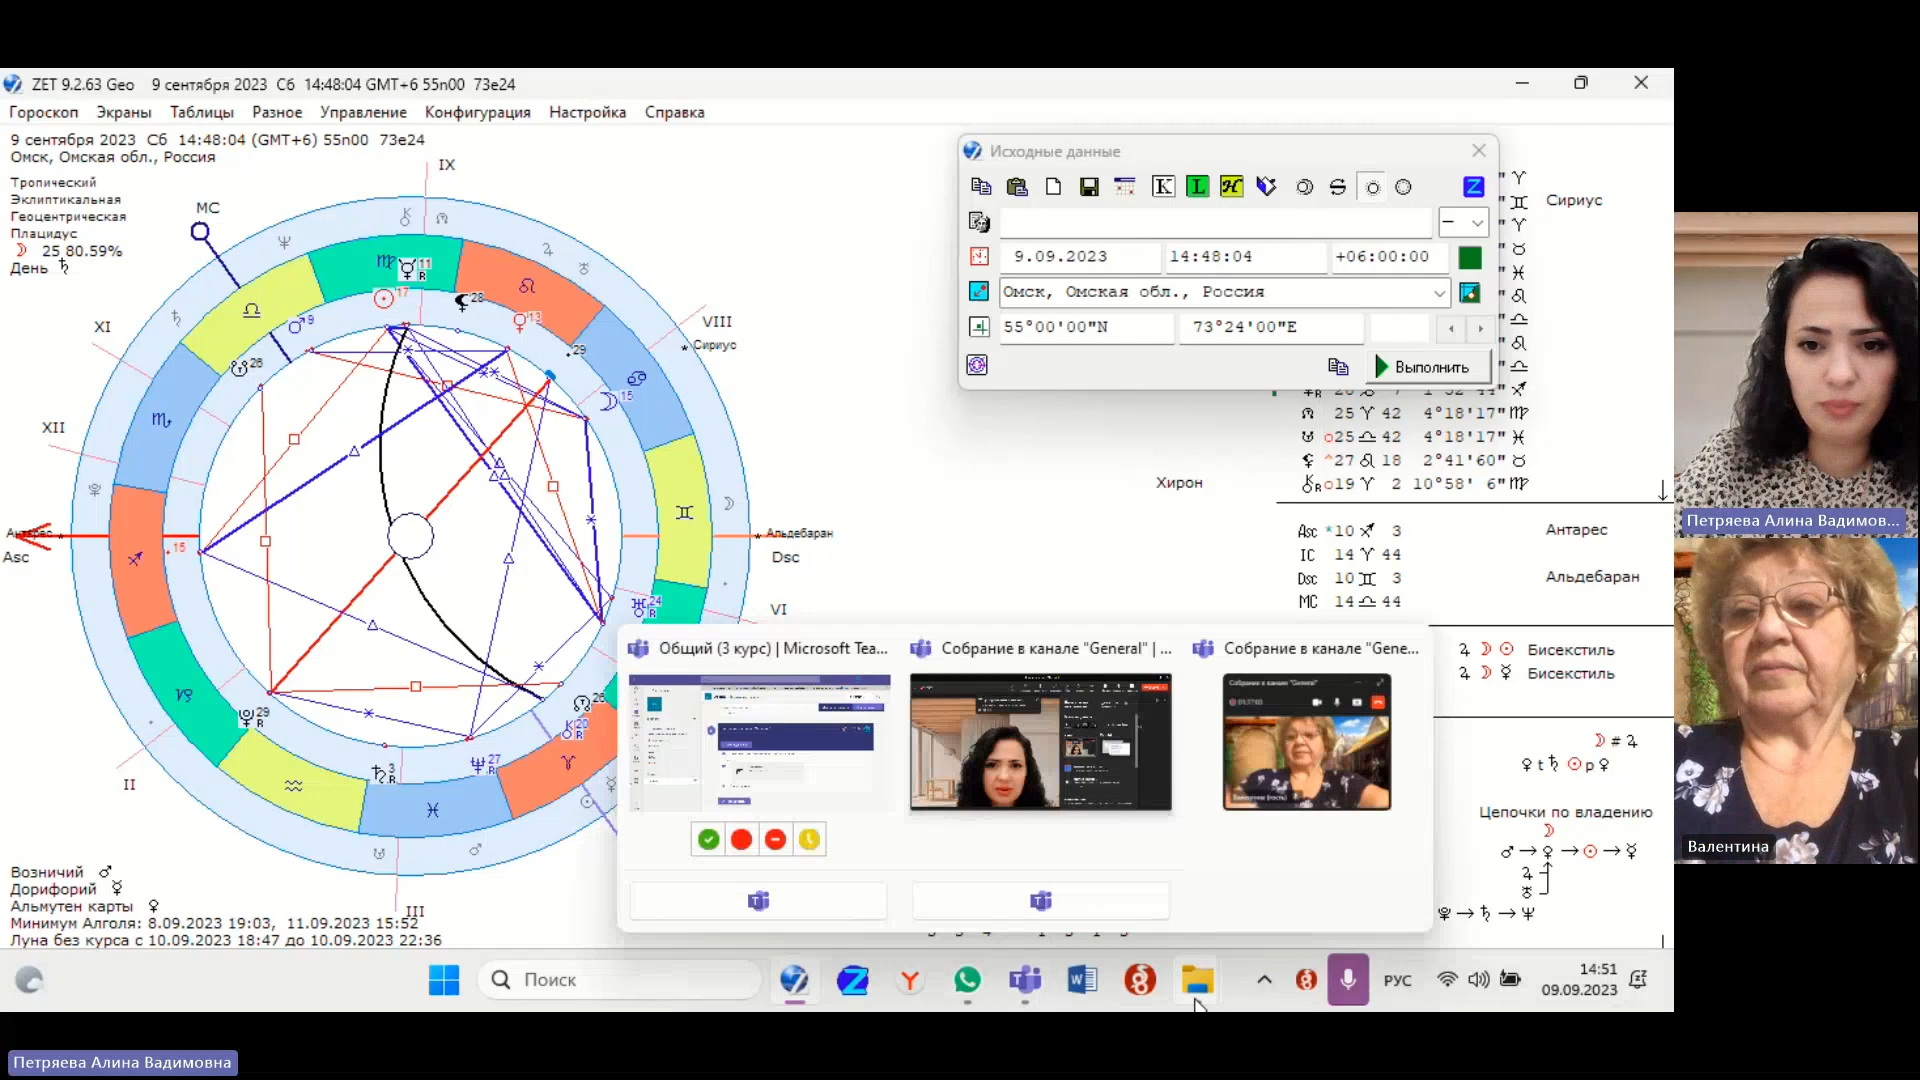 ZET 9.2.63 Geo 9 сентября 2023 Сб 14:48:04 GMT+6 55n00 73e24
Гороскоп Экраны Таблицы Разное Управление Конфигурация Настройка Справка
9 сентября 2023 Сб 14:48:04 (GMT+6) 55n00 73e24
Омск, Омская обл., Россия
Тропический
Эклиптикальная
Геоцентрическая
Плацидус
☽ 25 80.59%
День ♄
IX
MC
XI
VIII
Сириус
XII
Антарес
Asc
Альдебаран
Dsc
VI
II
III
Возничий ♂
Дорифорий ☿
Альмутен карты ♀
Минимум Алголя: 8.09.2023 19:03, 11.09.2023 15:52
Луна без курса с 10.09.2023 18:47 до 10.09.2023 22:36
Исходные данные
9.09.2023 14:48:04 +06:00:00
Омск, Омская обл., Россия
55°00'00"N 73°24'00"E
Выполнить
Сириус
☊ 25 ♈ 42 4°18'17" ♍
☋ 25 ♎ 42 4°18'17" ♓
⚸ 27 ♌ 18 2°41'60" ♉
Хирон
⚷R 19 ♈ 2 10°58' 6" ♍
Asc *10 ♐ 3 Антарес
IC 14 ♈ 44
Dsc 10 ♊ 3 Альдебаран
MC 14 ♎ 44
♃ ☽ ☉ Бисекстиль
♃ ☽ ☿ Бисекстиль
☽ # ♃
♀ t ♄ ☉ p ♀
Цепочки по владению
☽
♂ → ♀ → ☉ → ☿
♃
♅
♇ → ♄ → ♆
Общий (3 курс) | Microsoft Tea...
Собрание в канале "General" | ...
Собрание в канале "Gene...
Поиск
РУС
14:51
09.09.2023
Петряева Алина Вадимов...
Валентина
Петряева Алина Вадимовна